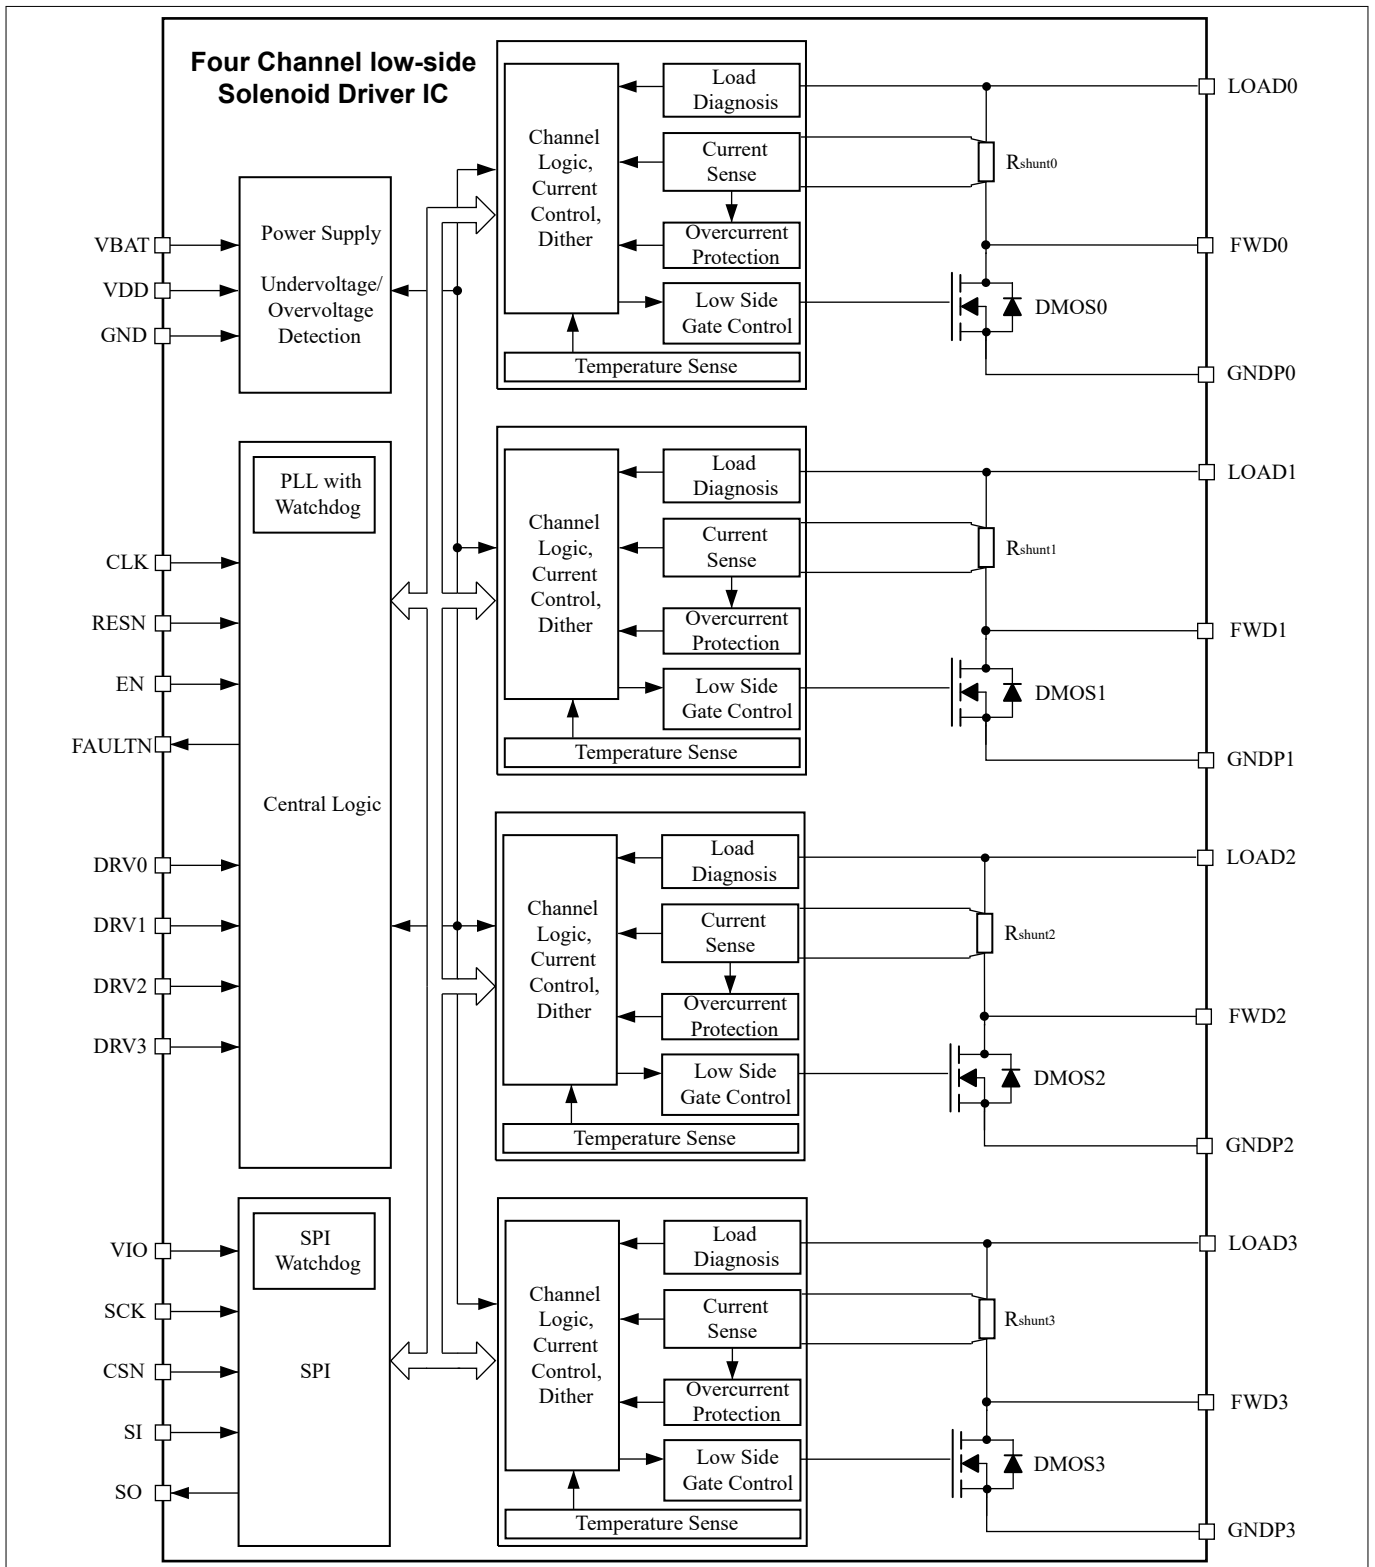 Four Channel low-side
Solenoid Driver IC
VBAT
VDD
GND
Power Supply
Undervoltage/
Overvoltage
Detection
PLL with
Watchdog
CLK
RESN
EN
FAULTN
Central Logic
DRV0
DRV1
DRV2
DRV3
SPI
Watchdog
VIO
SCK
CSN
SPI
SI
SO
Channel
Logic,
Current
Control,
Dither
Load
Diagnosis
Current
Sense
Overcurrent
Protection
Low Side
Gate Control
Temperature Sense
LOAD0
Rshunt0
FWD0
DMOS0
GNDP0
Channel
Logic,
Current
Control,
Dither
Load
Diagnosis
Current
Sense
Overcurrent
Protection
Low Side
Gate Control
Temperature Sense
LOAD1
Rshunt1
FWD1
DMOS1
GNDP1
Channel
Logic,
Current
Control,
Dither
Load
Diagnosis
Current
Sense
Overcurrent
Protection
Low Side
Gate Control
Temperature Sense
LOAD2
Rshunt2
FWD2
DMOS2
GNDP2
Channel
Logic,
Current
Control,
Dither
Load
Diagnosis
Current
Sense
Overcurrent
Protection
Low Side
Gate Control
Temperature Sense
LOAD3
Rshunt3
FWD3
DMOS3
GNDP3